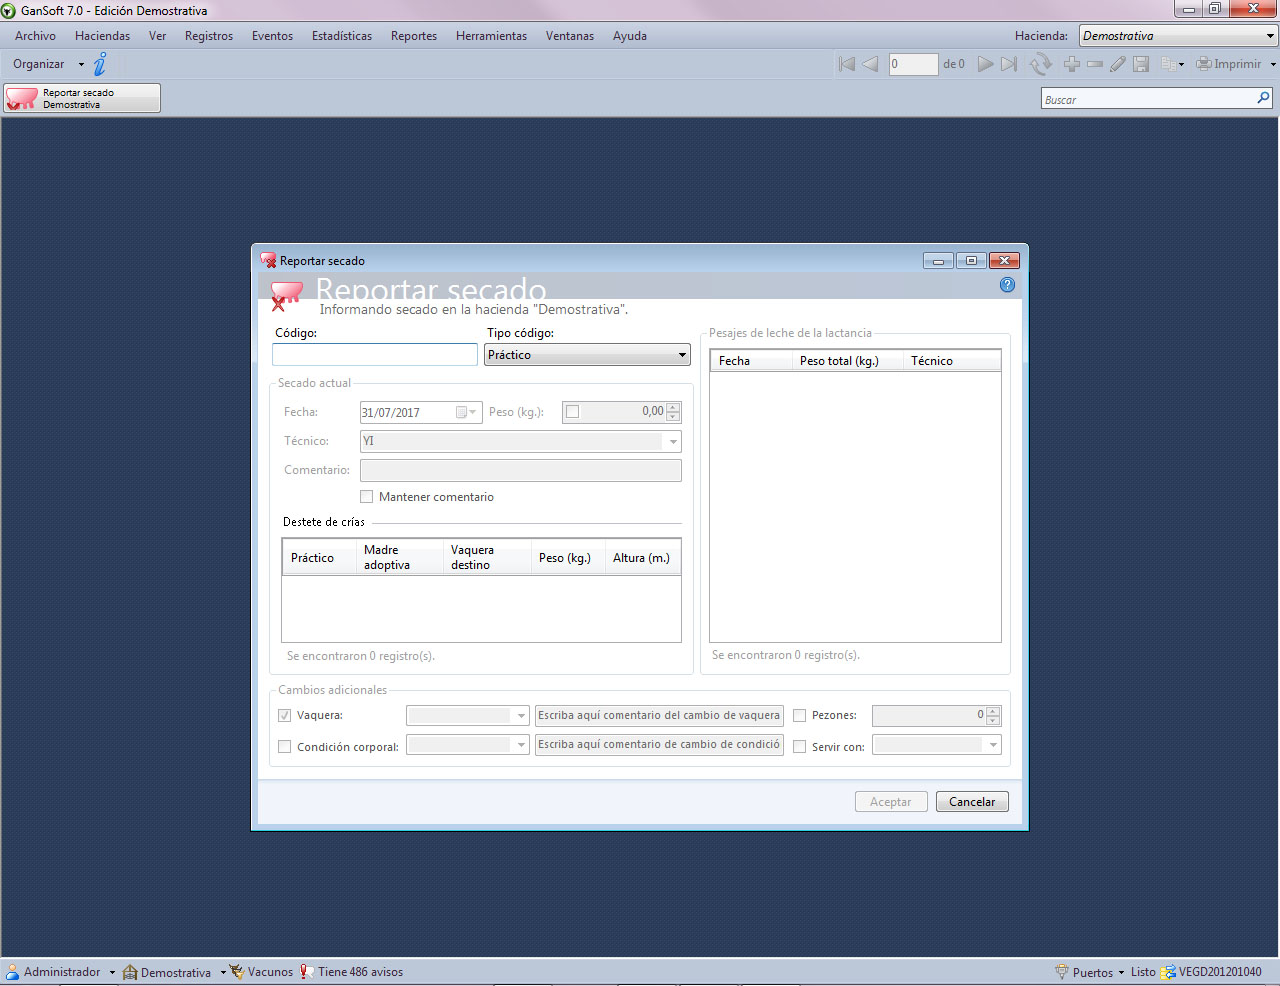 GanSoft 7.0 - Edición Demostrativa
Archivo Haciendas Ver Registros Eventos Estadísticas Reportes Herramientas Ventanas Ayuda Hacienda: Demostrativa
Organizar 0 de 0 Imprimir
Reportar secado
Demostrativa
Buscar
Reportar secado
Reportar secado
Informando secado en la hacienda "Demostrativa".
Código: Tipo código:
Práctico
Secado actual
Fecha: 31/07/2017 Peso (kg.): 0,00
Técnico: YI
Comentario:
Mantener comentario
Destete de crías
Práctico Madre adoptiva Vaquera destino Peso (kg.) Altura (m.)
Se encontraron 0 registro(s).
Pesajes de leche de la lactancia
Fecha Peso total (kg.) Técnico
Se encontraron 0 registro(s).
Cambios adicionales
Vaquera: Escriba aquí comentario del cambio de vaquera Pezones: 0
Condición corporal: Escriba aquí comentario de cambio de condició Servir con:
Aceptar Cancelar
Administrador Demostrativa Vacunos Tiene 486 avisos Puertos Listo VEGD201201040